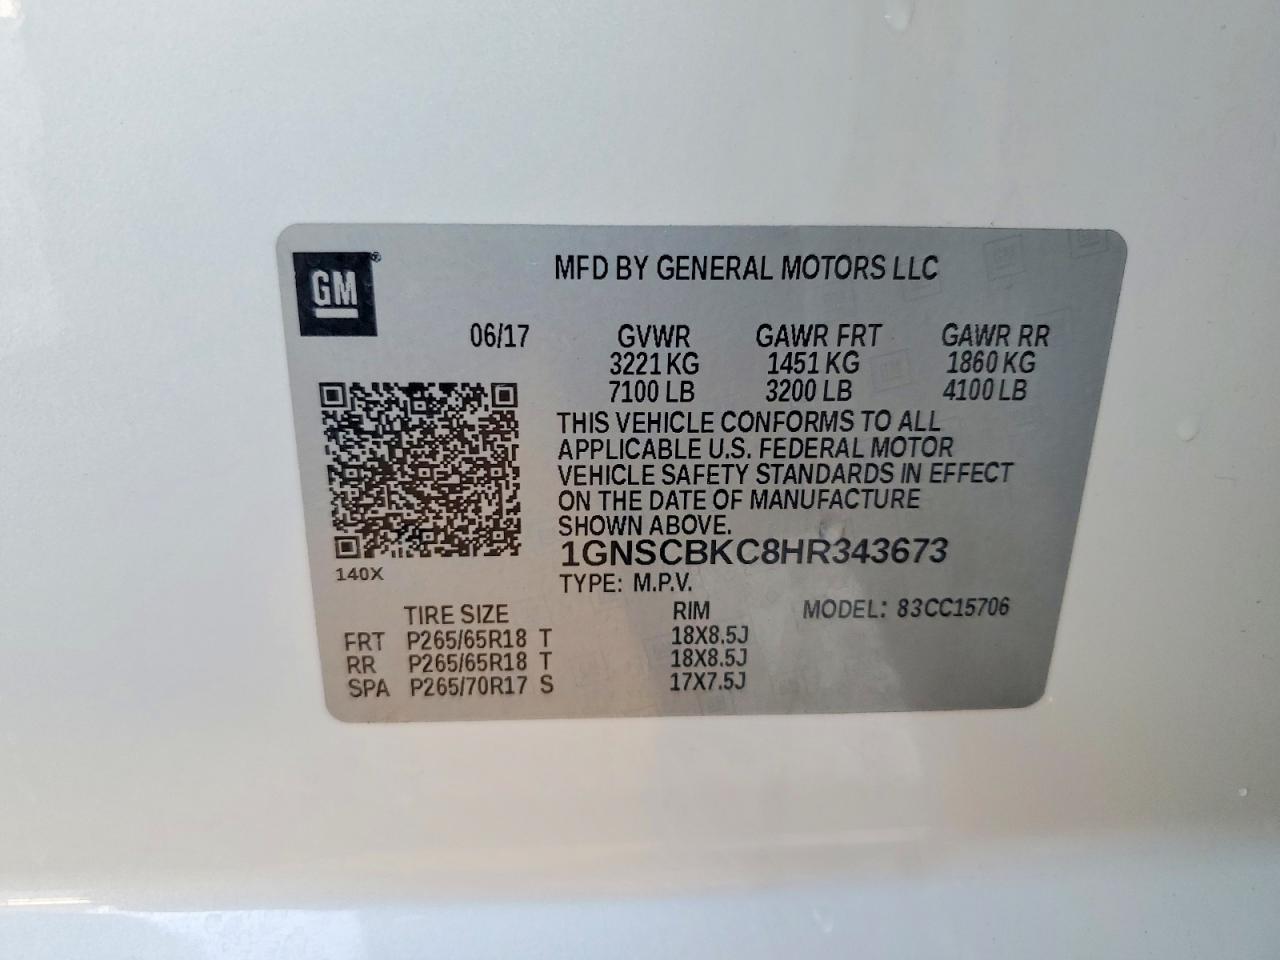 GM®
MFD BY GENERAL MOTORS LLC
06/17 GVWR GAWR FRT GAWR RR
3221 KG 1451 KG 1860 KG
7100 LB 3200 LB 4100 LB
THIS VEHICLE CONFORMS TO ALL
APPLICABLE U.S. FEDERAL MOTOR
VEHICLE SAFETY STANDARDS IN EFFECT
ON THE DATE OF MANUFACTURE
SHOWN ABOVE.
1GNSCBKC8HR343673
140X
TYPE: M.P.V.
TIRE SIZE RIM MODEL: 83CC15706
FRT P265/65R18 T 18X8.5J
RR P265/65R18 T 18X8.5J
SPA P265/70R17 S 17X7.5J